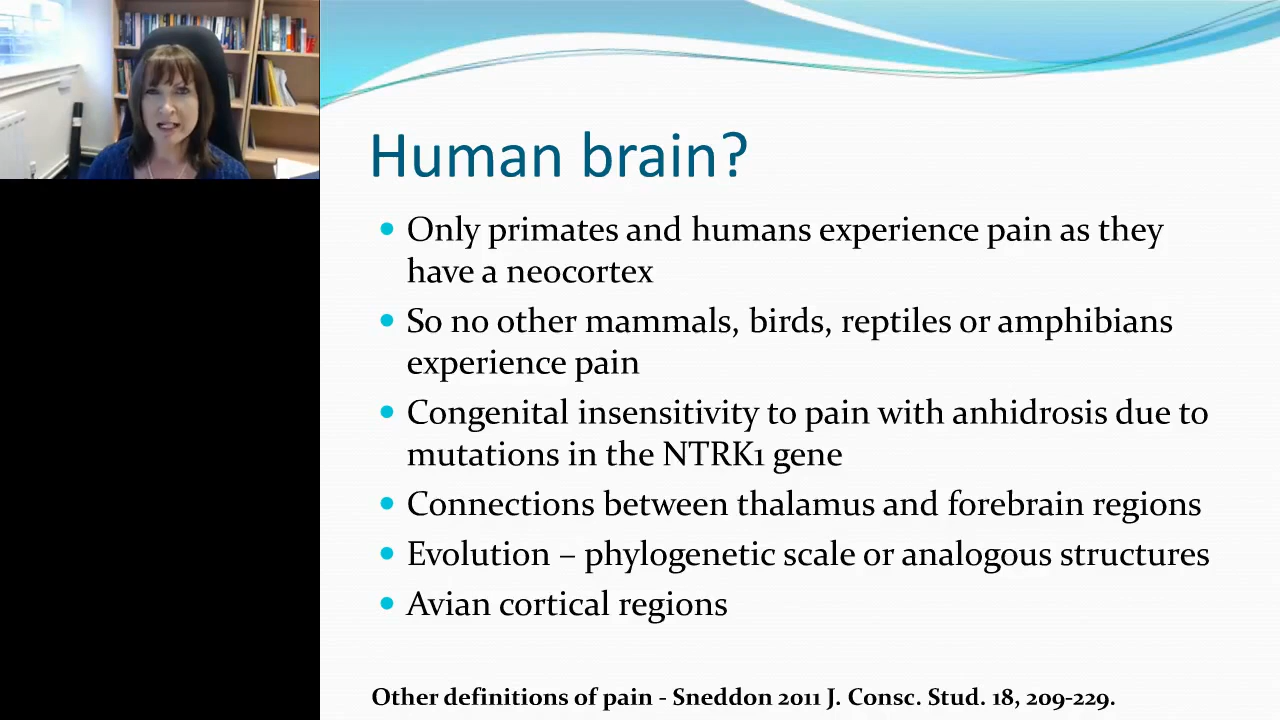 Human brain?
Only primates and humans experience pain as they
have a neocortex
So no other mammals, birds, reptiles or amphibians
experience pain
Congenital insensitivity to pain with anhidrosis due to
mutations in the NTRK1 gene
Connections between thalamus and forebrain regions
Evolution – phylogenetic scale or analogous structures
Avian cortical regions
Other definitions of pain - Sneddon 2011 J. Consc. Stud. 18, 209-229.